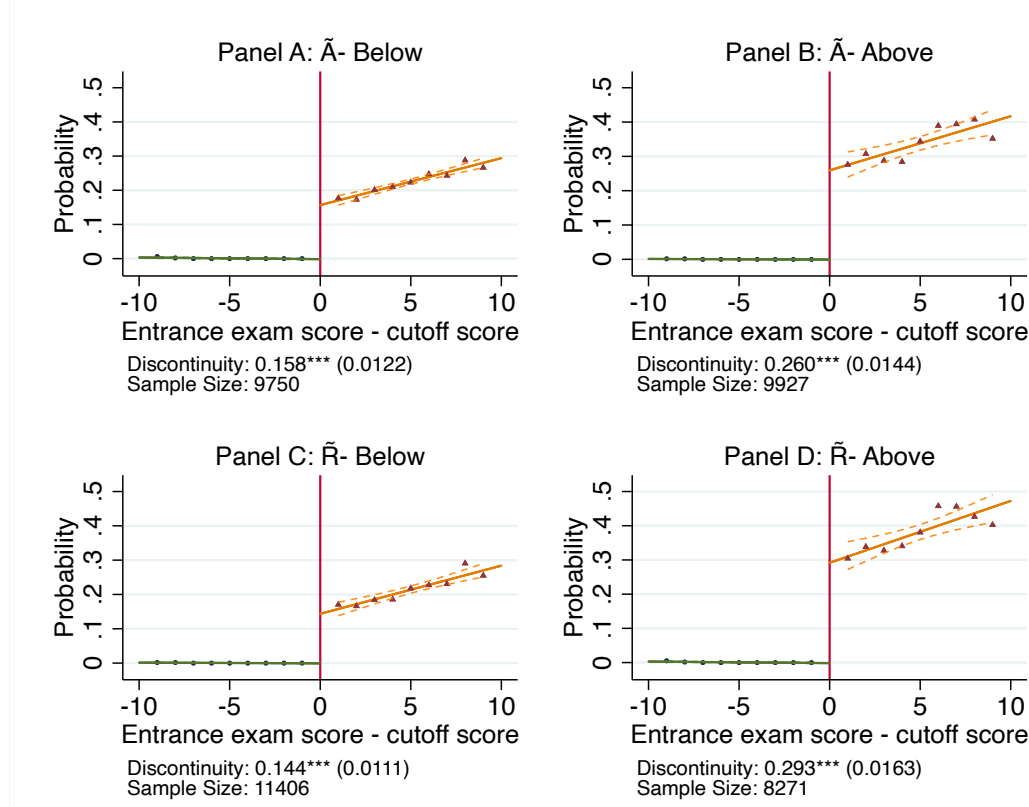 Panel A: Ã- Below
Probability
0 .1 .2 .3 .4 .5
-10 -5 0 5 10
Entrance exam score - cutoff score
Discontinuity: 0.158*** (0.0122)
Sample Size: 9750
Panel B: Ã- Above
Probability
0 .1 .2 .3 .4 .5
-10 -5 0 5 10
Entrance exam score - cutoff score
Discontinuity: 0.260*** (0.0144)
Sample Size: 9927
Panel C: R̃- Below
Probability
0 .1 .2 .3 .4 .5
-10 -5 0 5 10
Entrance exam score - cutoff score
Discontinuity: 0.144*** (0.0111)
Sample Size: 11406
Panel D: R̃- Above
Probability
0 .1 .2 .3 .4 .5
-10 -5 0 5 10
Entrance exam score - cutoff score
Discontinuity: 0.293*** (0.0163)
Sample Size: 8271